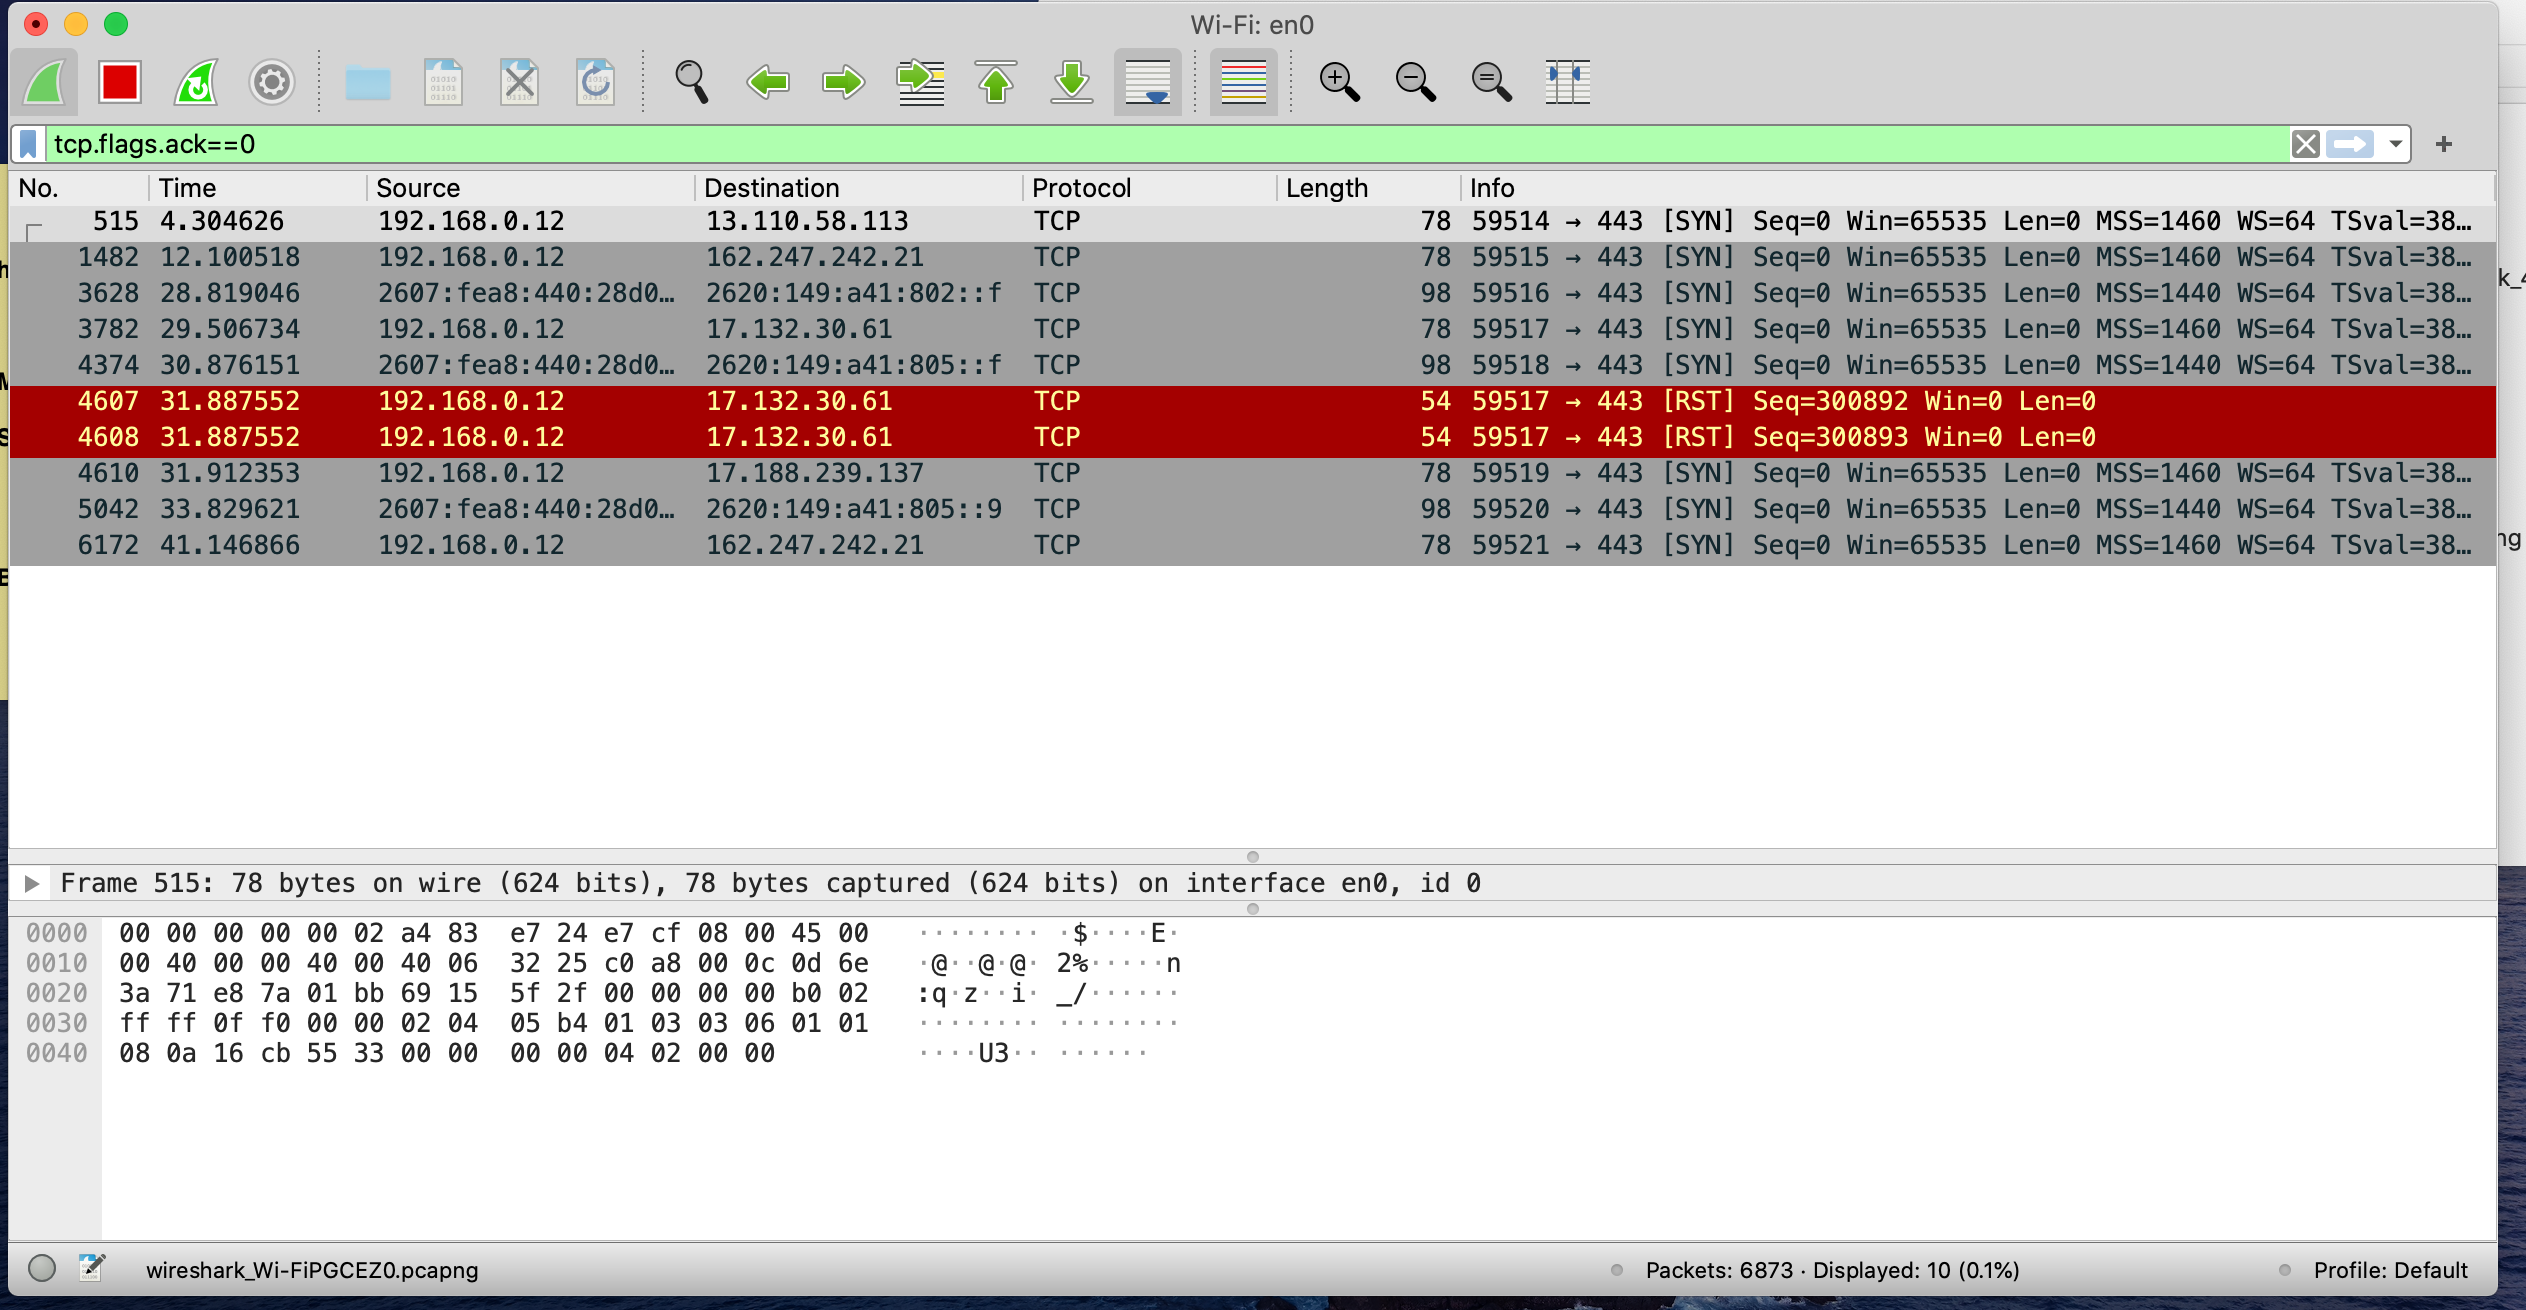 Wi-Fi: en0
tcp.flags.ack==0
No. Time Source Destination Protocol Length Info
515 4.304626 192.168.0.12 13.110.58.113 TCP 78 59514 → 443 [SYN] Seq=0 Win=65535 Len=0 MSS=1460 WS=64 TSval=38…
1482 12.100518 192.168.0.12 162.247.242.21 TCP 78 59515 → 443 [SYN] Seq=0 Win=65535 Len=0 MSS=1460 WS=64 TSval=38…
3628 28.819046 2607:fea8:440:28d0… 2620:149:a41:802::f TCP 98 59516 → 443 [SYN] Seq=0 Win=65535 Len=0 MSS=1440 WS=64 TSval=38…
3782 29.506734 192.168.0.12 17.132.30.61 TCP 78 59517 → 443 [SYN] Seq=0 Win=65535 Len=0 MSS=1460 WS=64 TSval=38…
4374 30.876151 2607:fea8:440:28d0… 2620:149:a41:805::f TCP 98 59518 → 443 [SYN] Seq=0 Win=65535 Len=0 MSS=1440 WS=64 TSval=38…
4607 31.887552 192.168.0.12 17.132.30.61 TCP 54 59517 → 443 [RST] Seq=300892 Win=0 Len=0
4608 31.887552 192.168.0.12 17.132.30.61 TCP 54 59517 → 443 [RST] Seq=300893 Win=0 Len=0
4610 31.912353 192.168.0.12 17.188.239.137 TCP 78 59519 → 443 [SYN] Seq=0 Win=65535 Len=0 MSS=1460 WS=64 TSval=38…
5042 33.829621 2607:fea8:440:28d0… 2620:149:a41:805::9 TCP 98 59520 → 443 [SYN] Seq=0 Win=65535 Len=0 MSS=1440 WS=64 TSval=38…
6172 41.146866 192.168.0.12 162.247.242.21 TCP 78 59521 → 443 [SYN] Seq=0 Win=65535 Len=0 MSS=1460 WS=64 TSval=38…
Frame 515: 78 bytes on wire (624 bits), 78 bytes captured (624 bits) on interface en0, id 0
0000 00 00 00 00 00 02 a4 83 e7 24 e7 cf 08 00 45 00 ········ ·$····E·
0010 00 40 00 00 40 00 40 06 32 25 c0 a8 00 0c 0d 6e ·@··@·@· 2%·····n
0020 3a 71 e8 7a 01 bb 69 15 5f 2f 00 00 00 00 b0 02 :q·z··i· _/······
0030 ff ff 0f f0 00 00 02 04 05 b4 01 03 03 06 01 01 ········ ········
0040 08 0a 16 cb 55 33 00 00 00 00 04 02 00 00 ····U3·· ······
wireshark_Wi-FiPGCEZ0.pcapng Packets: 6873 · Displayed: 10 (0.1%) Profile: Default